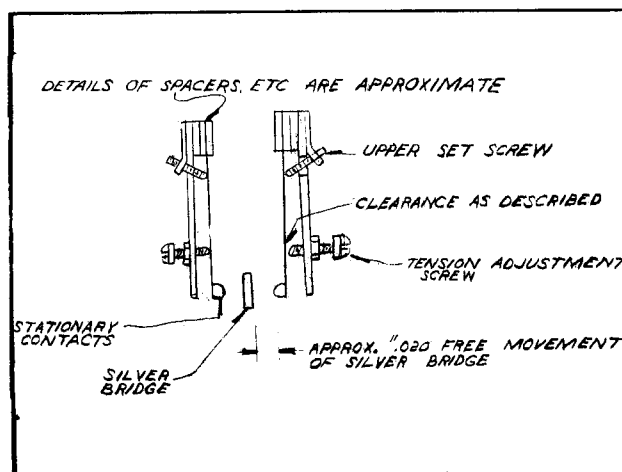 DETAILS OF SPACERS, ETC ARE APPROXIMATE
UPPER SET SCREW
CLEARANCE AS DESCRIBED
TENSION ADJUSTMENT
SCREW
STATIONARY
CONTACTS
SILVER
BRIDGE
APPROX. ".020 FREE MOVEMENT
OF SILVER BRIDGE